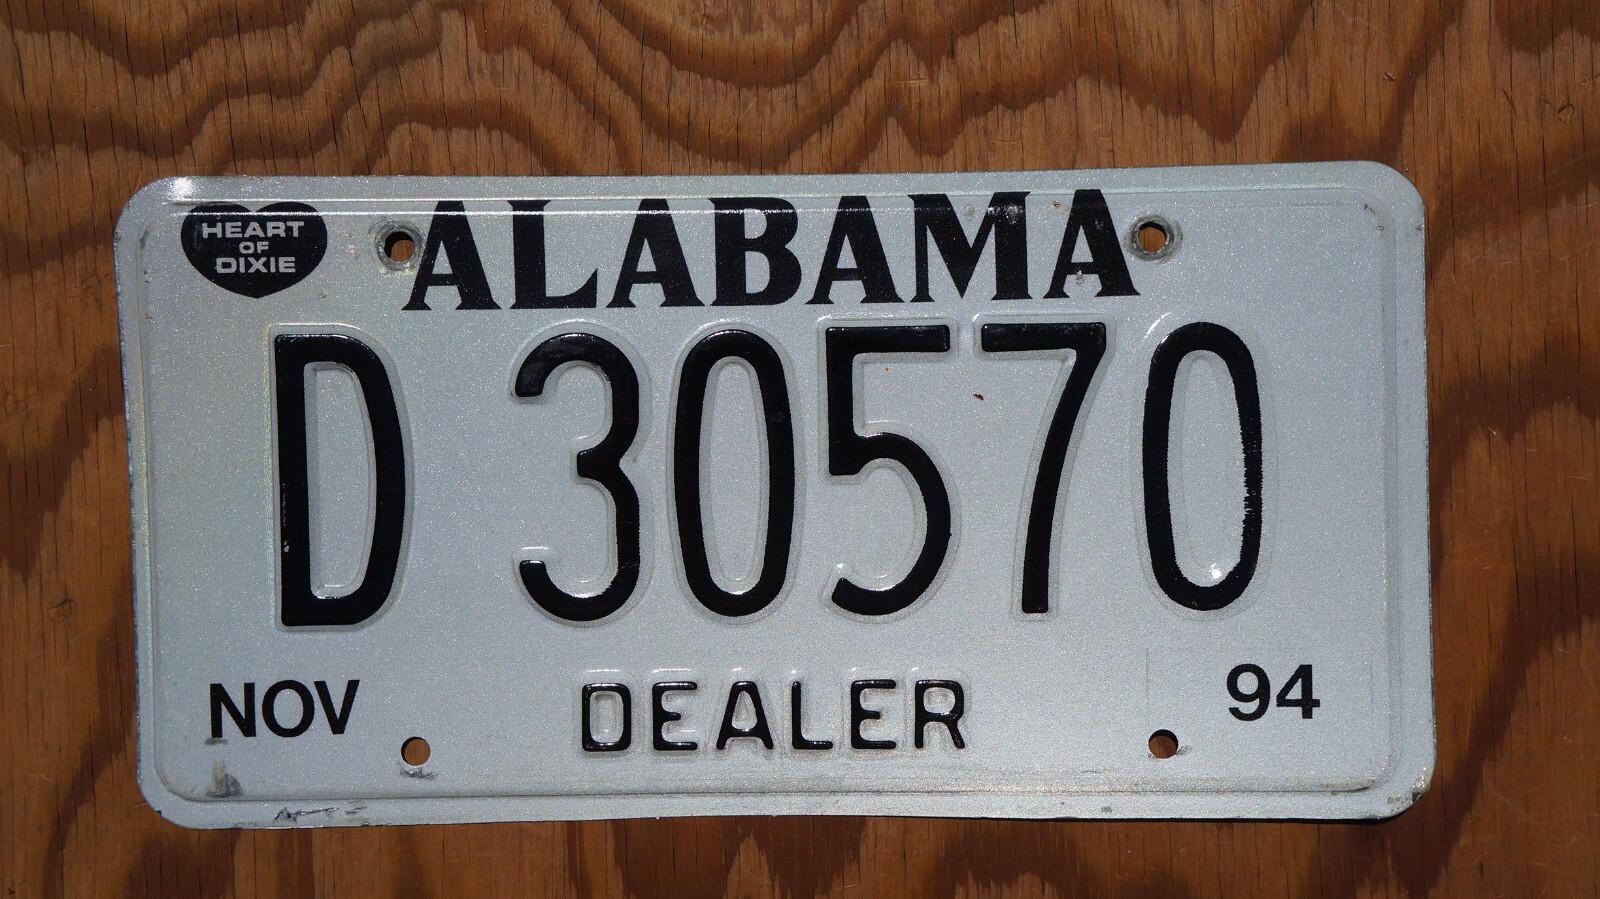 HEART
OF
DIXIE
ALABAMA
D 30570
NOV
DEALER
94